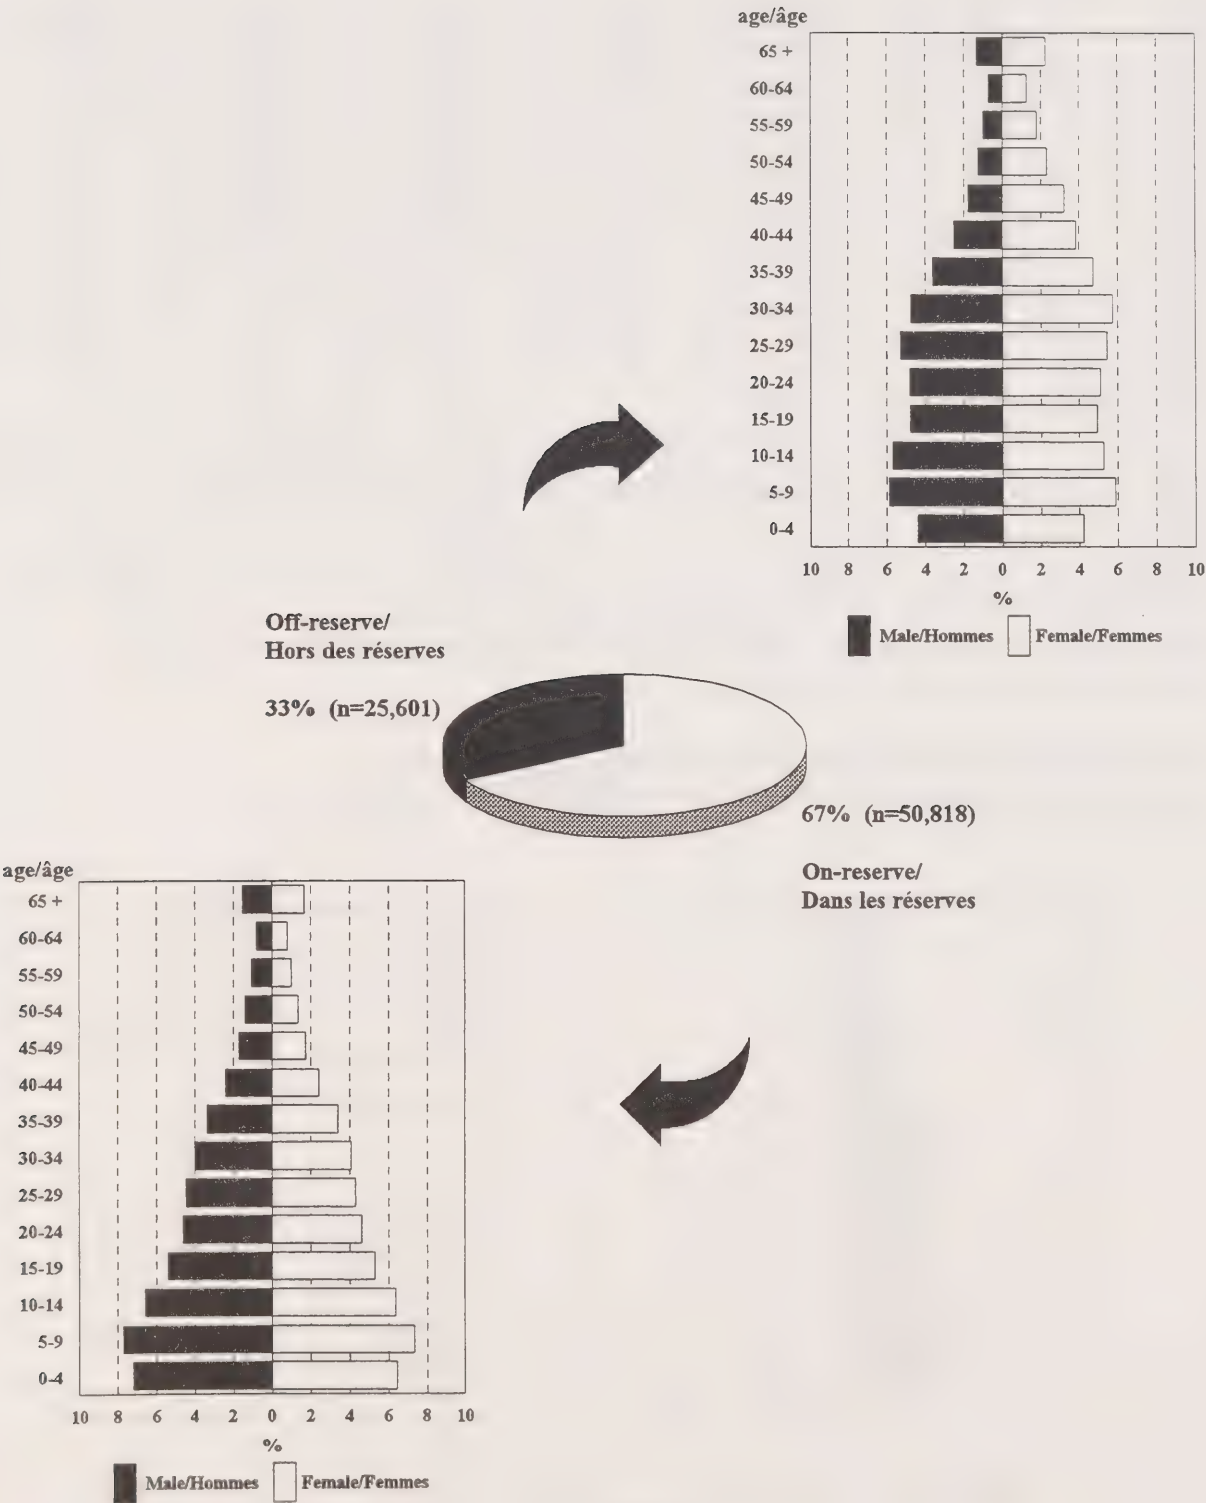 age/âge
65 +
60-64
55-59
50-54
45-49
40-44
35-39
30-34
25-29
20-24
15-19
10-14
5-9
0-4
10 8 6 4 2 0 2 4 6 8 10
%
Male/Hommes Female/Femmes
Off-reserve/
Hors des réserves
33% (n=25,601)
67% (n=50,818)
On-reserve/
Dans les réserves
age/âge
65 +
60-64
55-59
50-54
45-49
40-44
35-39
30-34
25-29
20-24
15-19
10-14
5-9
0-4
10 8 6 4 2 0 2 4 6 8 10
%
Male/Hommes Female/Femmes